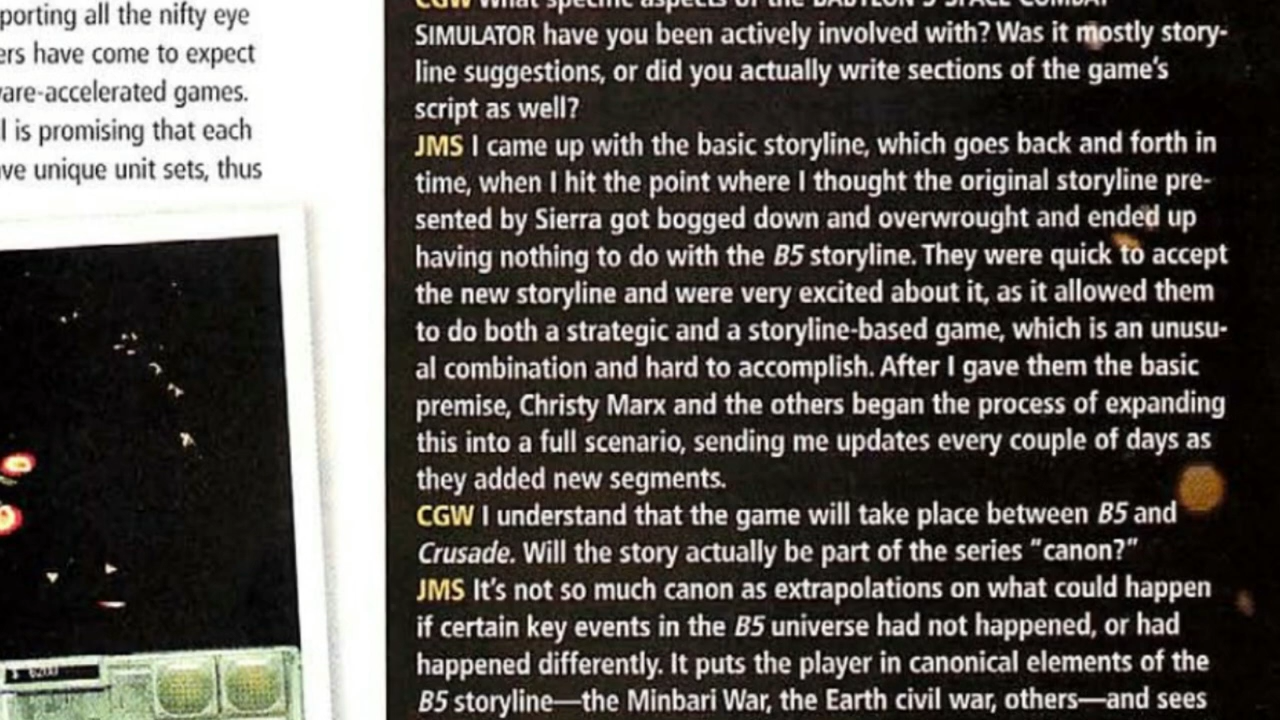 porting all the nifty eye
ers have come to expect
are-accelerated games.
l is promising that each
ve unique unit sets, thus
CGW What specific aspects of the BABYLON 5 SPACE COMBAT
SIMULATOR have you been actively involved with? Was it mostly story-
line suggestions, or did you actually write sections of the game's
script as well?
JMS I came up with the basic storyline, which goes back and forth in
time, when I hit the point where I thought the original storyline pre-
sented by Sierra got bogged down and overwrought and ended up
having nothing to do with the B5 storyline. They were quick to accept
the new storyline and were very excited about it, as it allowed them
to do both a strategic and a storyline-based game, which is an unusu-
al combination and hard to accomplish. After I gave them the basic
premise, Christy Marx and the others began the process of expanding
this into a full scenario, sending me updates every couple of days as
they added new segments.
CGW I understand that the game will take place between B5 and
Crusade. Will the story actually be part of the series "canon?"
JMS It's not so much canon as extrapolations on what could happen
if certain key events in the B5 universe had not happened, or had
happened differently. It puts the player in canonical elements of the
B5 storyline—the Minbari War, the Earth civil war, others—and sees